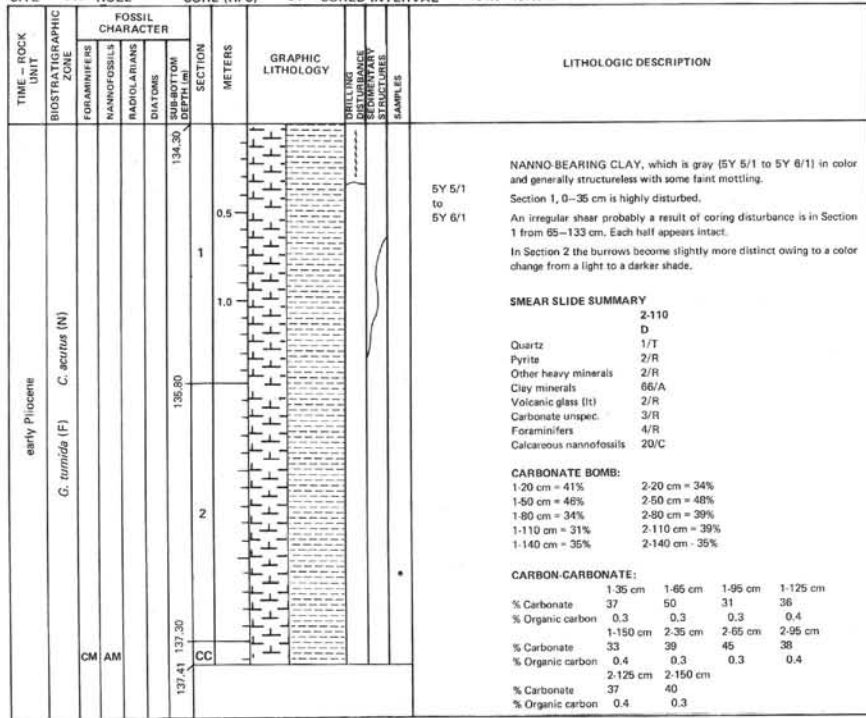 FOSSIL
CHARACTER
TIME – ROCK
UNIT
BIOSTRATIGRAPHIC
ZONE
FORAMINIFERS
NANNOFOSSILS
RADIOLARIANS
DIATOMS
SUB-BOTTOM
DEPTH (m)
SECTION
METERS
GRAPHIC
LITHOLOGY
DRILLING
DISTURBANCE
SEDIMENTARY
STRUCTURES
SAMPLES
LITHOLOGIC DESCRIPTION
early Pliocene
G. tumida (F) C. acutus (N)
CM AM
134.30
135.80
137.30
137.41
1
2
CC
0.5
1.0
5Y 5/1
to
5Y 6/1
NANNO-BEARING CLAY, which is gray (5Y 5/1 to 5Y 6/1) in color
and generally structureless with some faint mottling.
Section 1, 0–35 cm is highly disturbed.
An irregular shear probably a result of coring disturbance is in Section
1 from 65–133 cm. Each half appears intact.
In Section 2 the burrows become slightly more distinct owing to a color
change from a light to a darker shade.
SMEAR SLIDE SUMMARY
2-110
D
Quartz 1/T
Pyrite 2/R
Other heavy minerals 2/R
Clay minerals 66/A
Volcanic glass (lt) 2/R
Carbonate unspec. 3/R
Foraminifers 4/R
Calcareous nannofossils 20/C
CARBONATE BOMB:
1-20 cm = 41% 2-20 cm = 34%
1-50 cm = 46% 2-50 cm = 48%
1-80 cm = 34% 2-80 cm = 39%
1-110 cm = 31% 2-110 cm = 39%
1-140 cm = 35% 2-140 cm - 35%
CARBON-CARBONATE:
1-35 cm 1-65 cm 1-95 cm 1-125 cm
% Carbonate 37 50 31 36
% Organic carbon 0.3 0.3 0.3 0.4
1-150 cm 2-35 cm 2-65 cm 2-95 cm
% Carbonate 33 39 45 38
% Organic carbon 0.4 0.3 0.3 0.4
2-125 cm 2-150 cm
% Carbonate 37 40
% Organic carbon 0.4 0.3